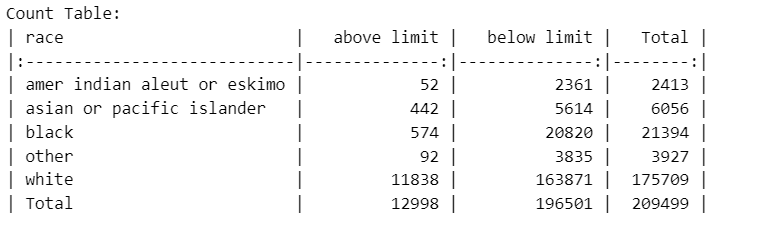 Count Table:
| race                        |   above limit |   below limit |   Total |
|:----------------------------|--------------:|--------------:|--------:|
| amer indian aleut or eskimo |            52 |          2361 |    2413 |
| asian or pacific islander   |           442 |          5614 |    6056 |
| black                       |           574 |         20820 |   21394 |
| other                       |            92 |          3835 |    3927 |
| white                       |         11838 |        163871 |  175709 |
| Total                       |         12998 |        196501 |  209499 |